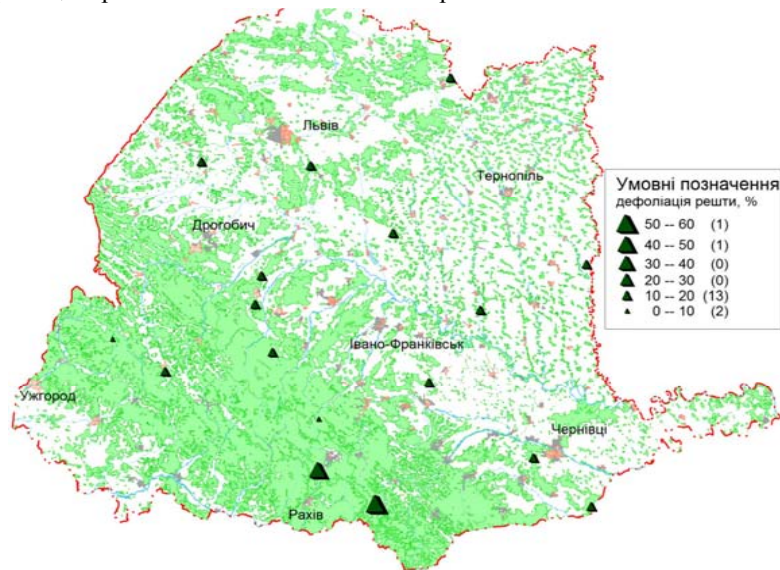 Львів
Тернопіль
Дрогобич
Умовні позначення
дефоліація решти, %
50 -- 60 (1)
40 -- 50 (1)
30 -- 40 (0)
20 -- 30 (0)
10 -- 20 (13)
0 -- 10 (2)
Івано-Франківськ
Ужгород
Чернівці
Рахів